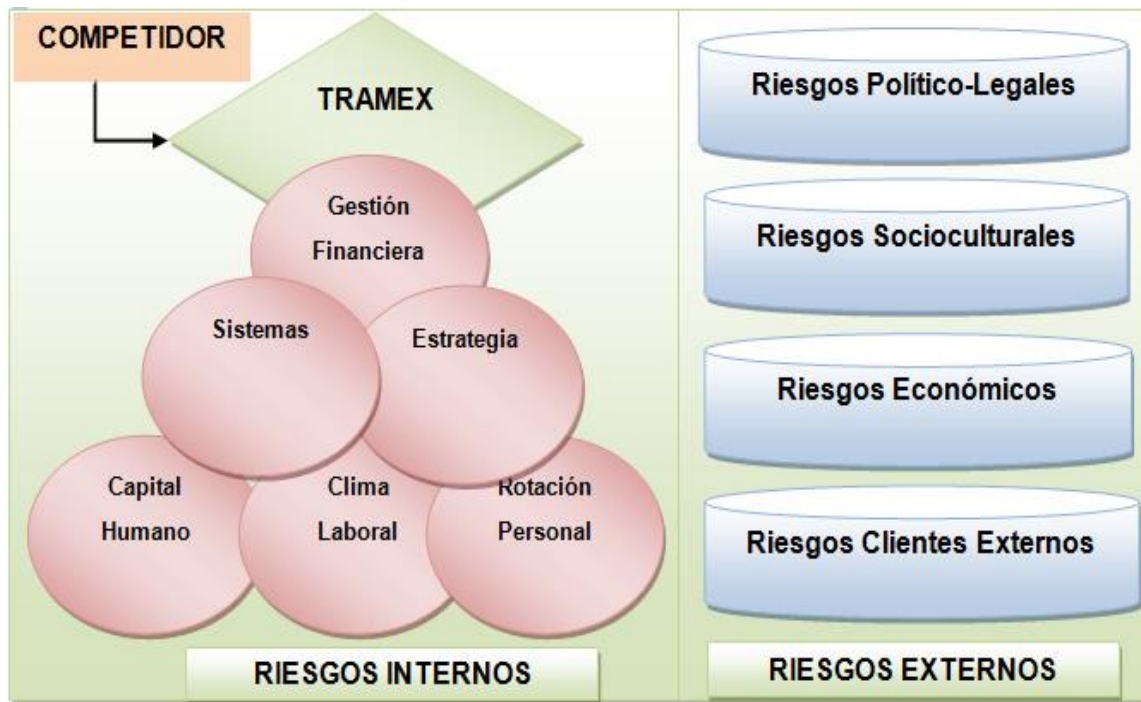 COMPETIDOR
TRAMEX
Gestión
Financiera
Sistemas
Estrategia
Capital
Humano
Clima
Laboral
Rotación
Personal
RIESGOS INTERNOS
Riesgos Político-Legales
Riesgos Socioculturales
Riesgos Económicos
Riesgos Clientes Externos
RIESGOS EXTERNOS